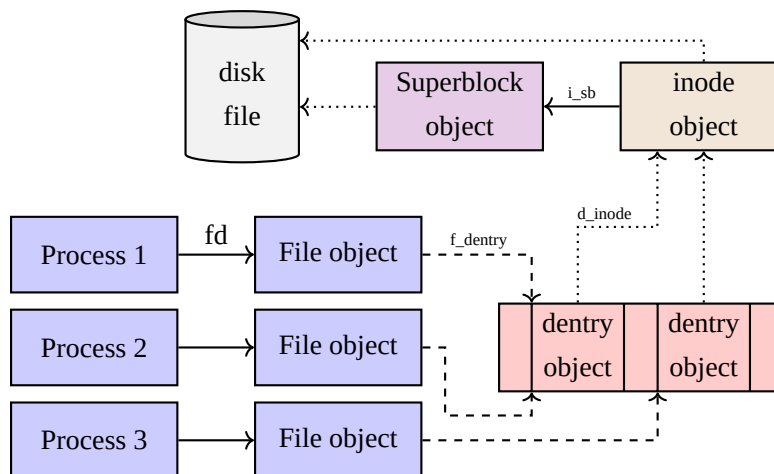 disk
file
Superblock
object
i_sb
inode
object
d_inode
Process 1
fd
File object
f_dentry
Process 2
File object
dentry
object
dentry
object
Process 3
File object